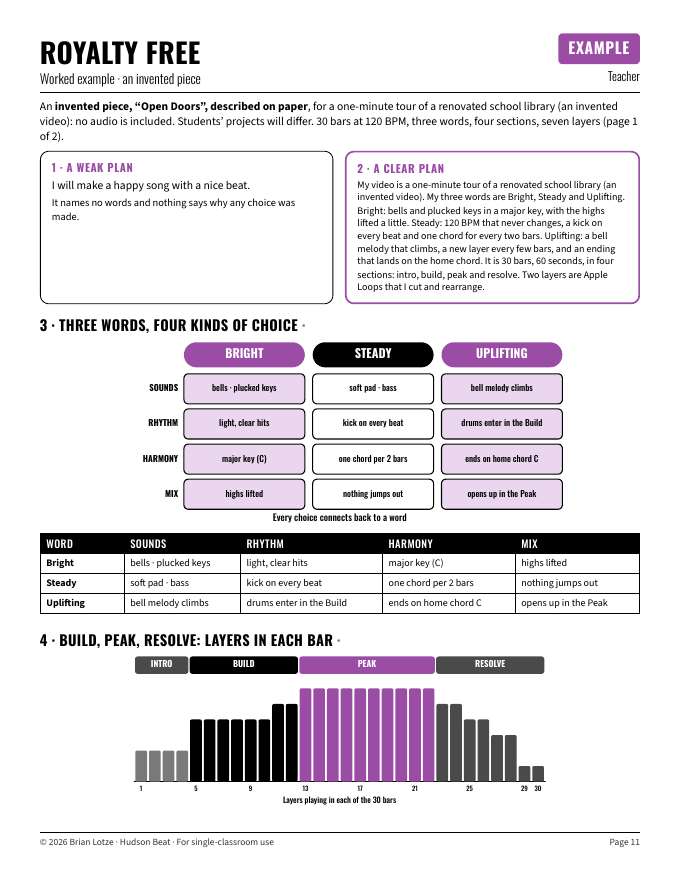 ROYALTY FREE
EXAMPLE
Worked example · an invented piece
Teacher
An invented piece, “Open Doors”, described on paper, for a one-minute tour of a renovated school library (an invented
video): no audio is included. Students’ projects will differ. 30 bars at 120 BPM, three words, four sections, seven layers (page 1
of 2).
1 · A WEAK PLAN
I will make a happy song with a nice beat.
It names no words and nothing says why any choice was
made.
2 · A CLEAR PLAN
My video is a one-minute tour of a renovated school library (an
invented video). My three words are Bright, Steady and Uplifting.
Bright: bells and plucked keys in a major key, with the highs
lifted a little. Steady: 120 BPM that never changes, a kick on
every beat and one chord for every two bars. Uplifting: a bell
melody that climbs, a new layer every few bars, and an ending
that lands on the home chord. It is 30 bars, 60 seconds, in four
sections: intro, build, peak and resolve. Two layers are Apple
Loops that I cut and rearrange.
3 · THREE WORDS, FOUR KINDS OF CHOICE ·
BRIGHT STEADY UPLIFTING
SOUNDS bells · plucked keys soft pad · bass bell melody climbs
RHYTHM light, clear hits kick on every beat drums enter in the Build
HARMONY major key (C) one chord per 2 bars ends on home chord C
MIX highs lifted nothing jumps out opens up in the Peak
Every choice connects back to a word
WORD SOUNDS RHYTHM HARMONY MIX
Bright bells · plucked keys light, clear hits major key (C) highs lifted
Steady soft pad · bass kick on every beat one chord per 2 bars nothing jumps out
Uplifting bell melody climbs drums enter in the Build ends on home chord C opens up in the Peak
4 · BUILD, PEAK, RESOLVE: LAYERS IN EACH BAR ·
INTRO BUILD PEAK RESOLVE
1 5 9 13 17 21 25 29 30
Layers playing in each of the 30 bars
© 2026 Brian Lotze · Hudson Beat · For single-classroom use
Page 11